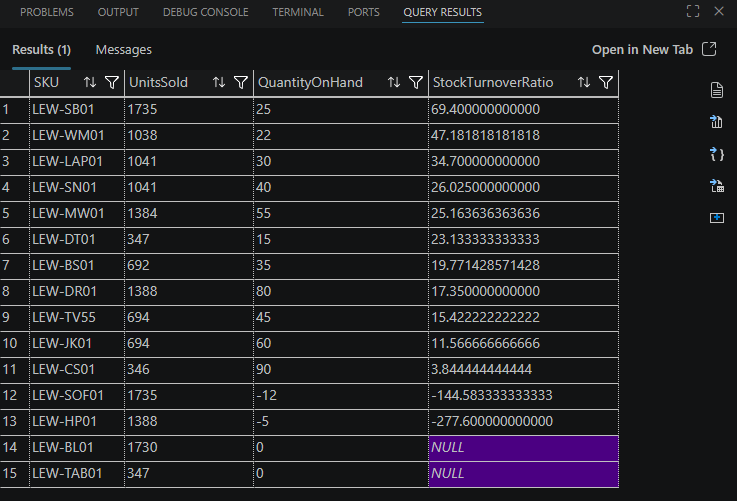 PROBLEMS OUTPUT DEBUG CONSOLE TERMINAL PORTS QUERY RESULTS
Results (1) Messages Open in New Tab
SKU UnitsSold QuantityOnHand StockTurnoverRatio
1 LEW-SB01 1735 25 69.400000000000
2 LEW-WM01 1038 22 47.181818181818
3 LEW-LAP01 1041 30 34.700000000000
4 LEW-SN01 1041 40 26.025000000000
5 LEW-MW01 1384 55 25.163636363636
6 LEW-DT01 347 15 23.133333333333
7 LEW-BS01 692 35 19.771428571428
8 LEW-DR01 1388 80 17.350000000000
9 LEW-TV55 694 45 15.422222222222
10 LEW-JK01 694 60 11.566666666666
11 LEW-CS01 346 90 3.844444444444
12 LEW-SOF01 1735 -12 -144.583333333333
13 LEW-HP01 1388 -5 -277.600000000000
14 LEW-BL01 1730 0 NULL
15 LEW-TAB01 347 0 NULL